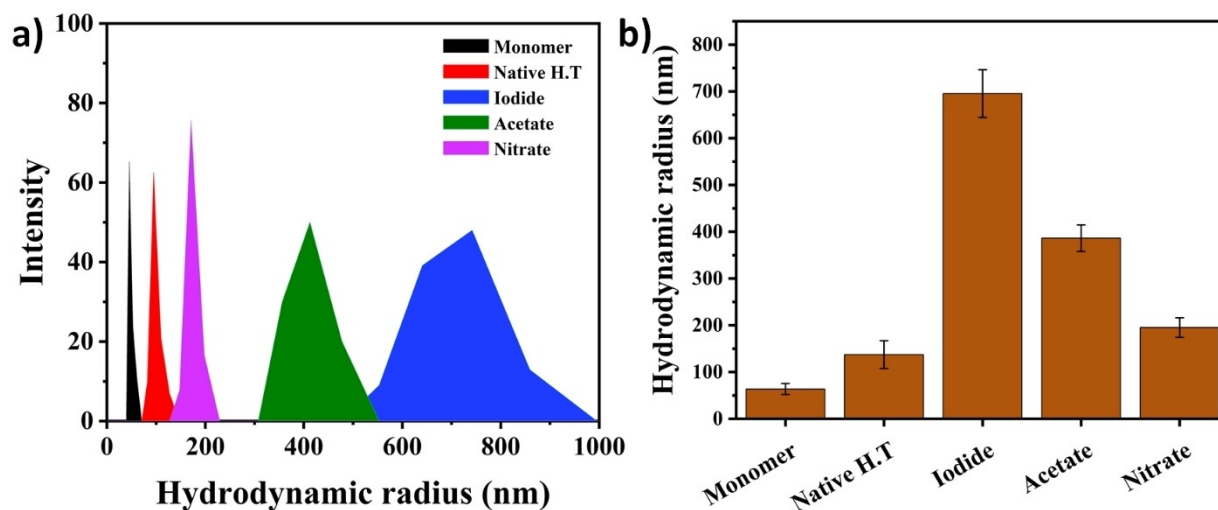 a)
Intensity
100
80
60
40
20
0
Monomer
Native H.T
Iodide
Acetate
Nitrate
0 200 400 600 800 1000
Hydrodynamic radius (nm)
b)
Hydrodynamic radius (nm)
800
700
600
500
400
300
200
100
0
Monomer
Native H.T
Iodide
Acetate
Nitrate